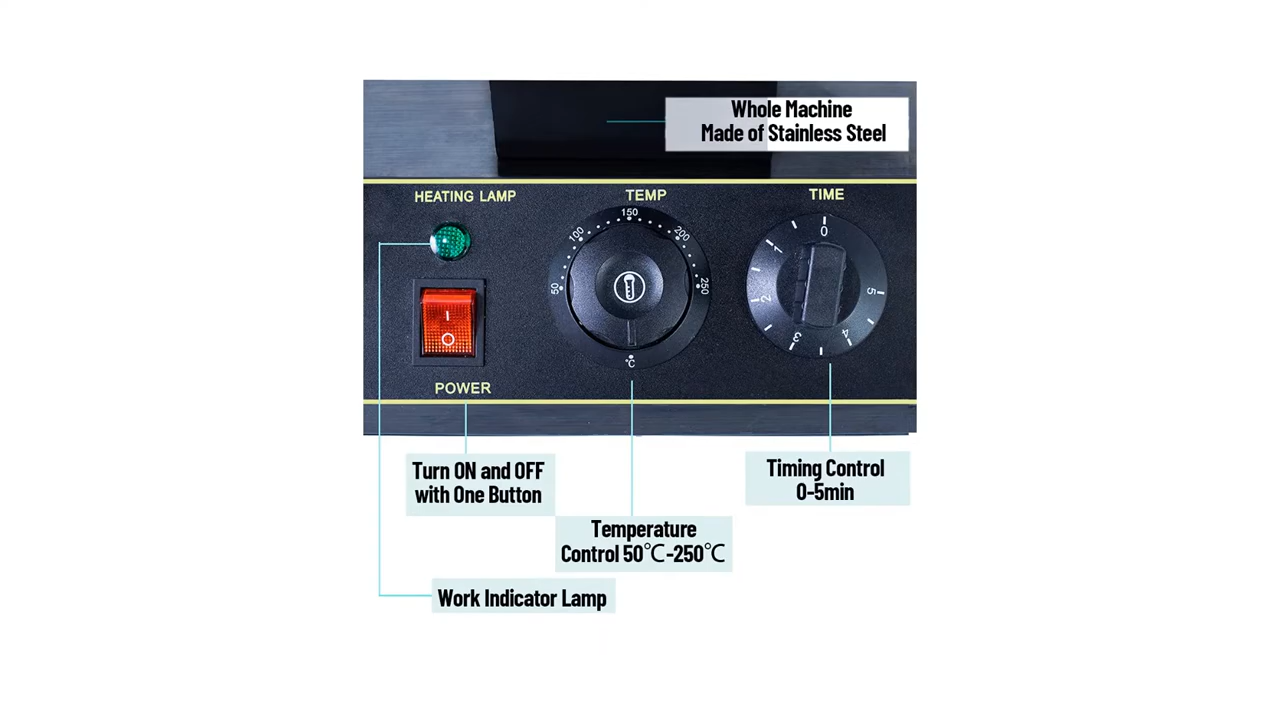 Whole Machine
Made of Stainless Steel
HEATING LAMP
TEMP
TIME
50
100
150
200
250
°C
0
1
2
3
4
5
I
O
POWER
Turn ON and OFF
with One Button
Temperature
Control 50℃-250℃
Timing Control
0-5min
Work Indicator Lamp